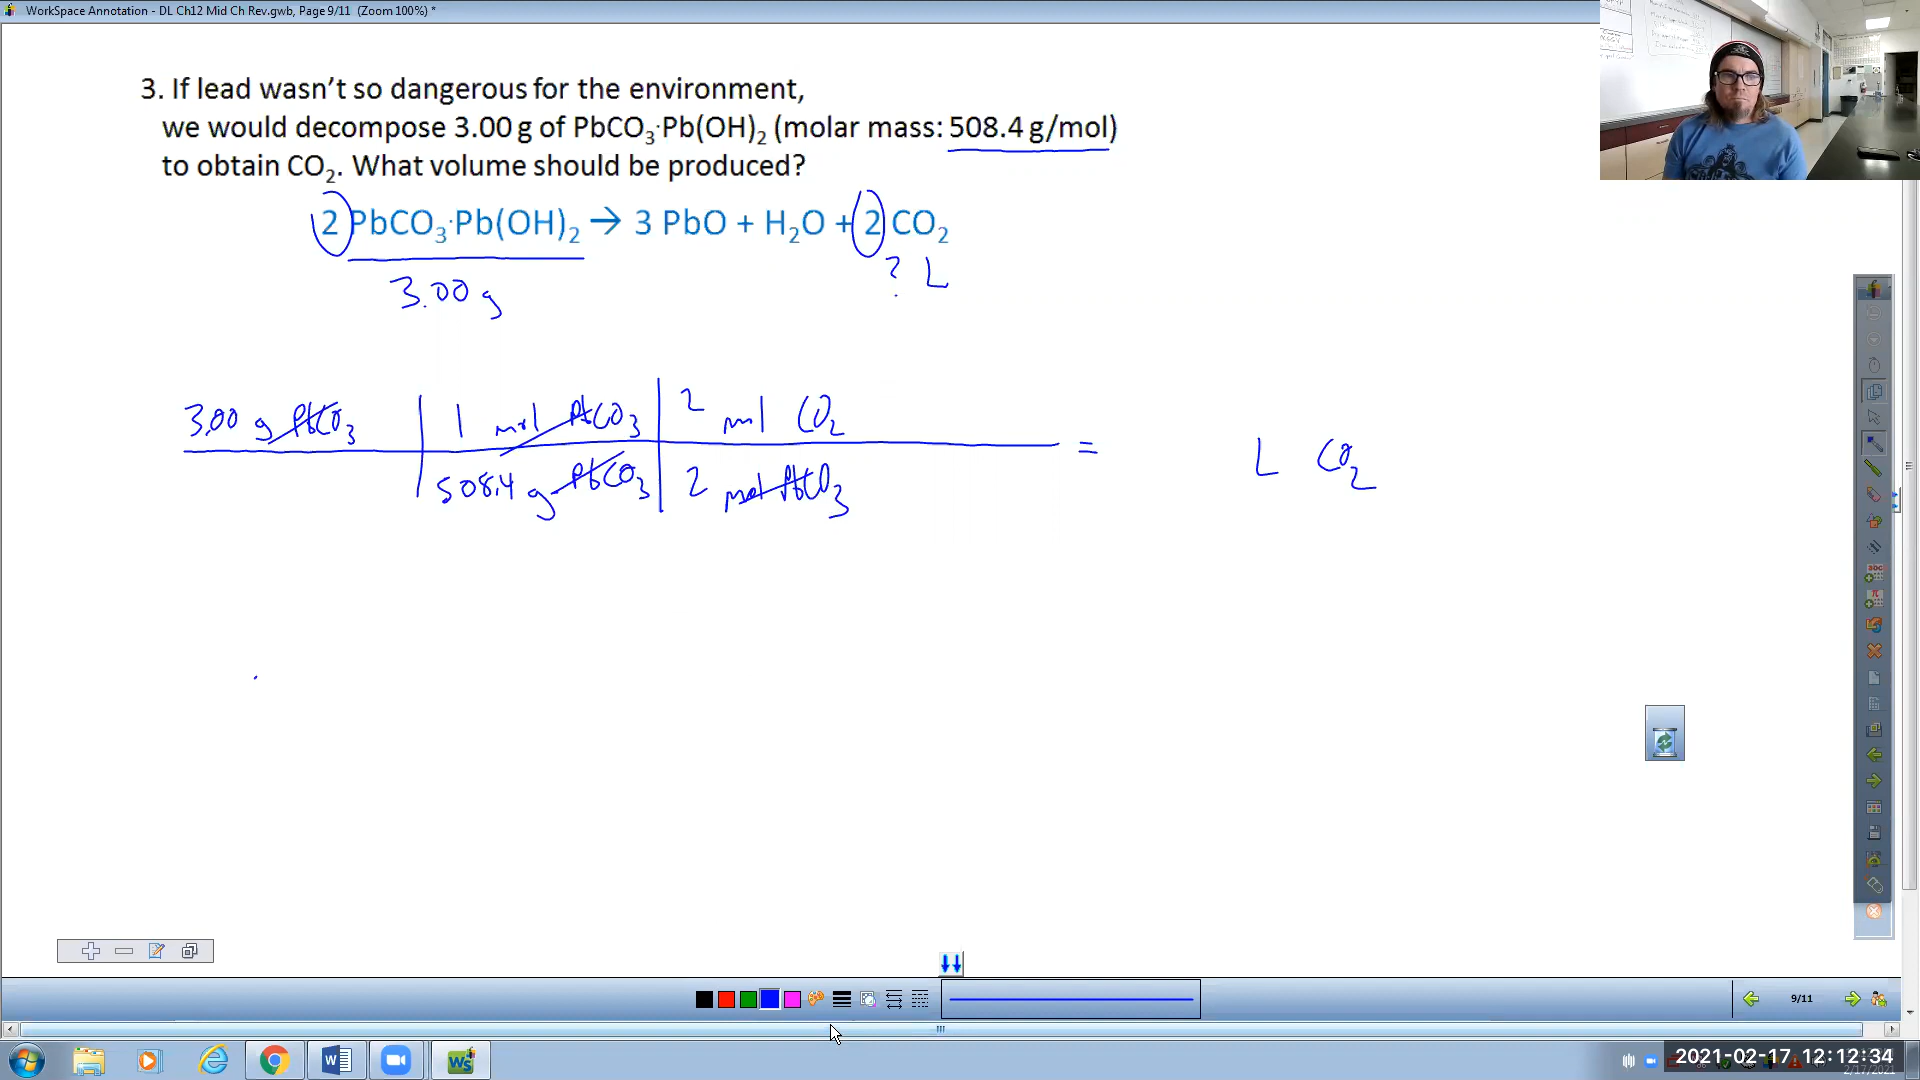 WorkSpace Annotation - DL Ch12 Mid Ch Rev.gwb, Page 9/11 (Zoom 100%) *
3. If lead wasn't so dangerous for the environment,
we would decompose 3.00 g of PbCO₃·Pb(OH)₂ (molar mass: 508.4 g/mol)
to obtain CO₂. What volume should be produced?
2 PbCO₃·Pb(OH)₂ → 3 PbO + H₂O + 2 CO₂
3.00 g ? L
3.00 g PbCO₃ 1 mol PbCO₃ 2 mol CO₂
= L CO₂
508.4 g PbCO₃ 2 mol PbCO₃
9/11
2021-02-17 12:12:34